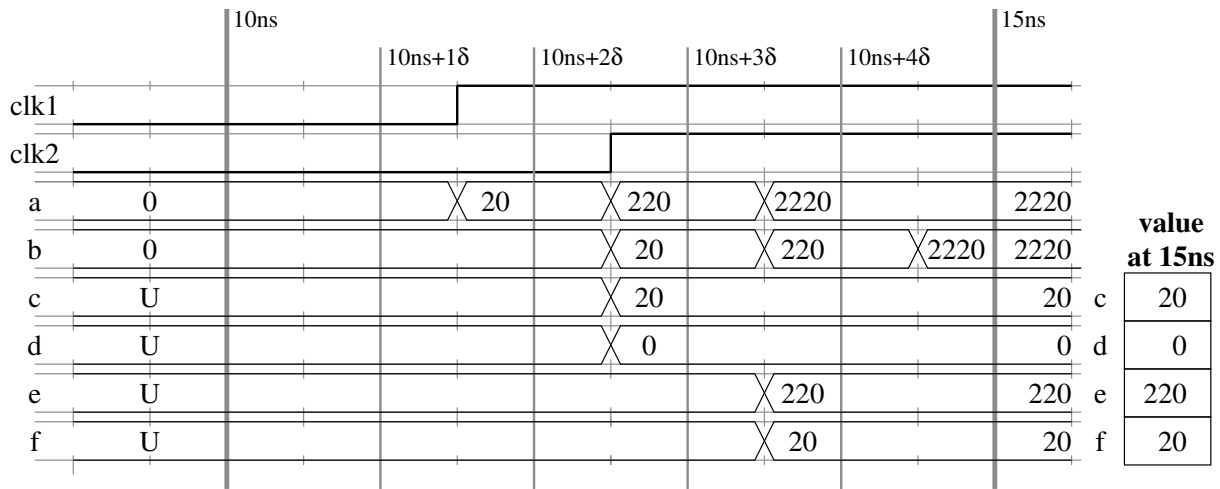 10ns 15ns
10ns+1δ 10ns+2δ 10ns+3δ 10ns+4δ
clk1
clk2
a 0 20 220 2220 2220
value
at 15ns
b 0 20 220 2220 2220
c U 20 20 c 20
d U 0 0 d 0
e U 220 220 e 220
f U 20 20 f 20